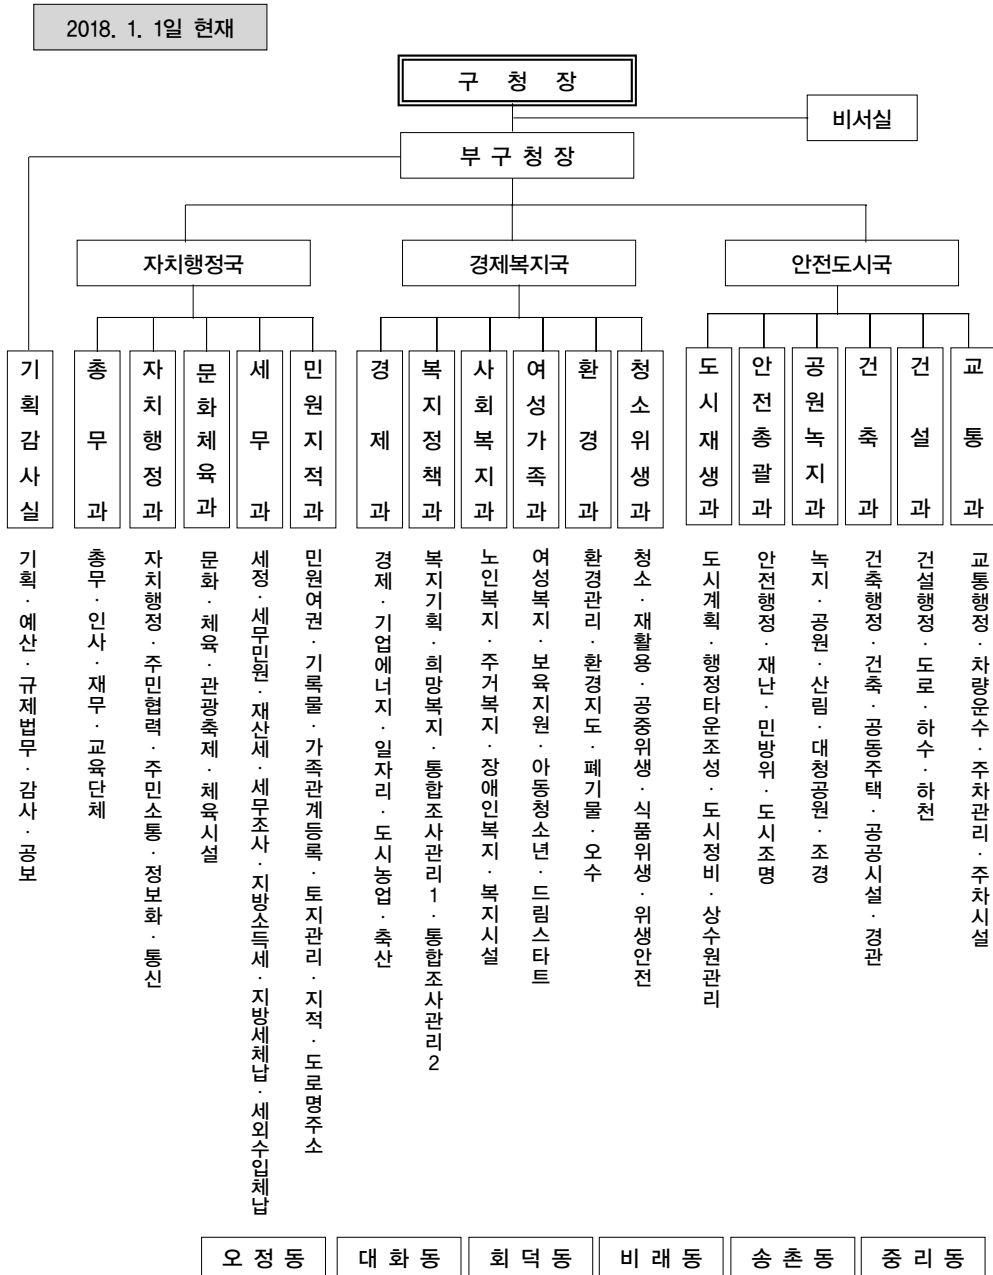 2018. 1. 1일 현재
구 청 장
비서실
부 구 청 장
자치행정국
경제복지국
안전도시국
기획감사실
총무과
자치행정과
문화체육과
세무과
민원지적과
경제과
복지정책과
사회복지과
여성가족과
환경과
청소위생과
도시재생과
안전총괄과
공원녹지과
건축과
건설과
교통과
기획·예산·규제법무·감사·공보
총무·인사·재무·교육단체
자치행정·주민협력·주민소통·정보화·통신
문화·체육·관광축제·체육시설
세정·세무민원·재산세·세무조사·지방소득세·지방세체납·세외수입체납
민원여권·기록물·가족관계등록·토지관리·지적·도로명주소
경제·기업에너지·일자리·도시농업·축산
복지기획·희망복지·통합조사관리1·통합조사관리2
노인복지·주거복지·장애인복지·복지시설
여성복지·보육지원·아동청소년·드림스타트
환경관리·환경지도·폐기물·오수
청소·재활용·공중위생·식품위생·위생안전
도시계획·행정타운조성·도시정비·상수원관리
안전행정·재난·민방위·도시조명
녹지·공원·산림·대청공원·조경
건축행정·건축·공동주택·공공시설·경관
건설행정·도로·하수·하천
교통행정·차량운수·주차관리·주차시설
오 정 동
대 화 동
회 덕 동
비 래 동
송 촌 동
중 리 동